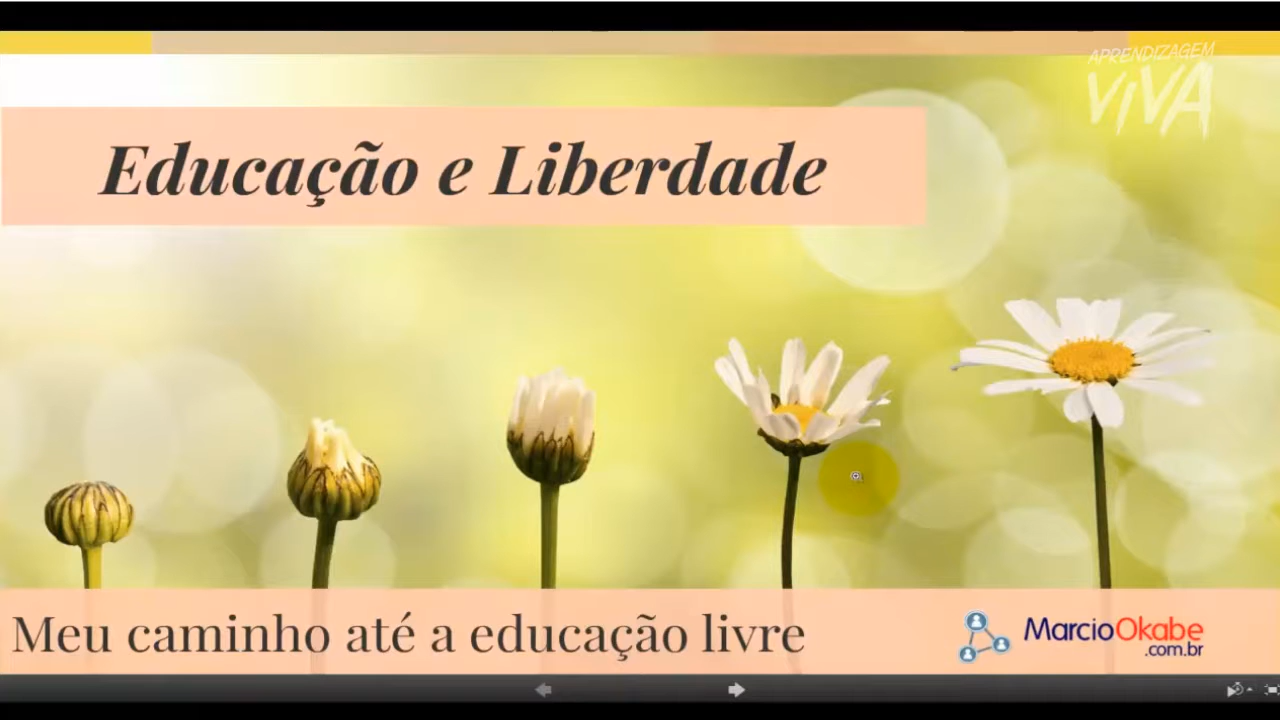 APRENDIZAGEM
VIVA
Educação e Liberdade
Meu caminho até a educação livre
MarcioOkabe
.com.br